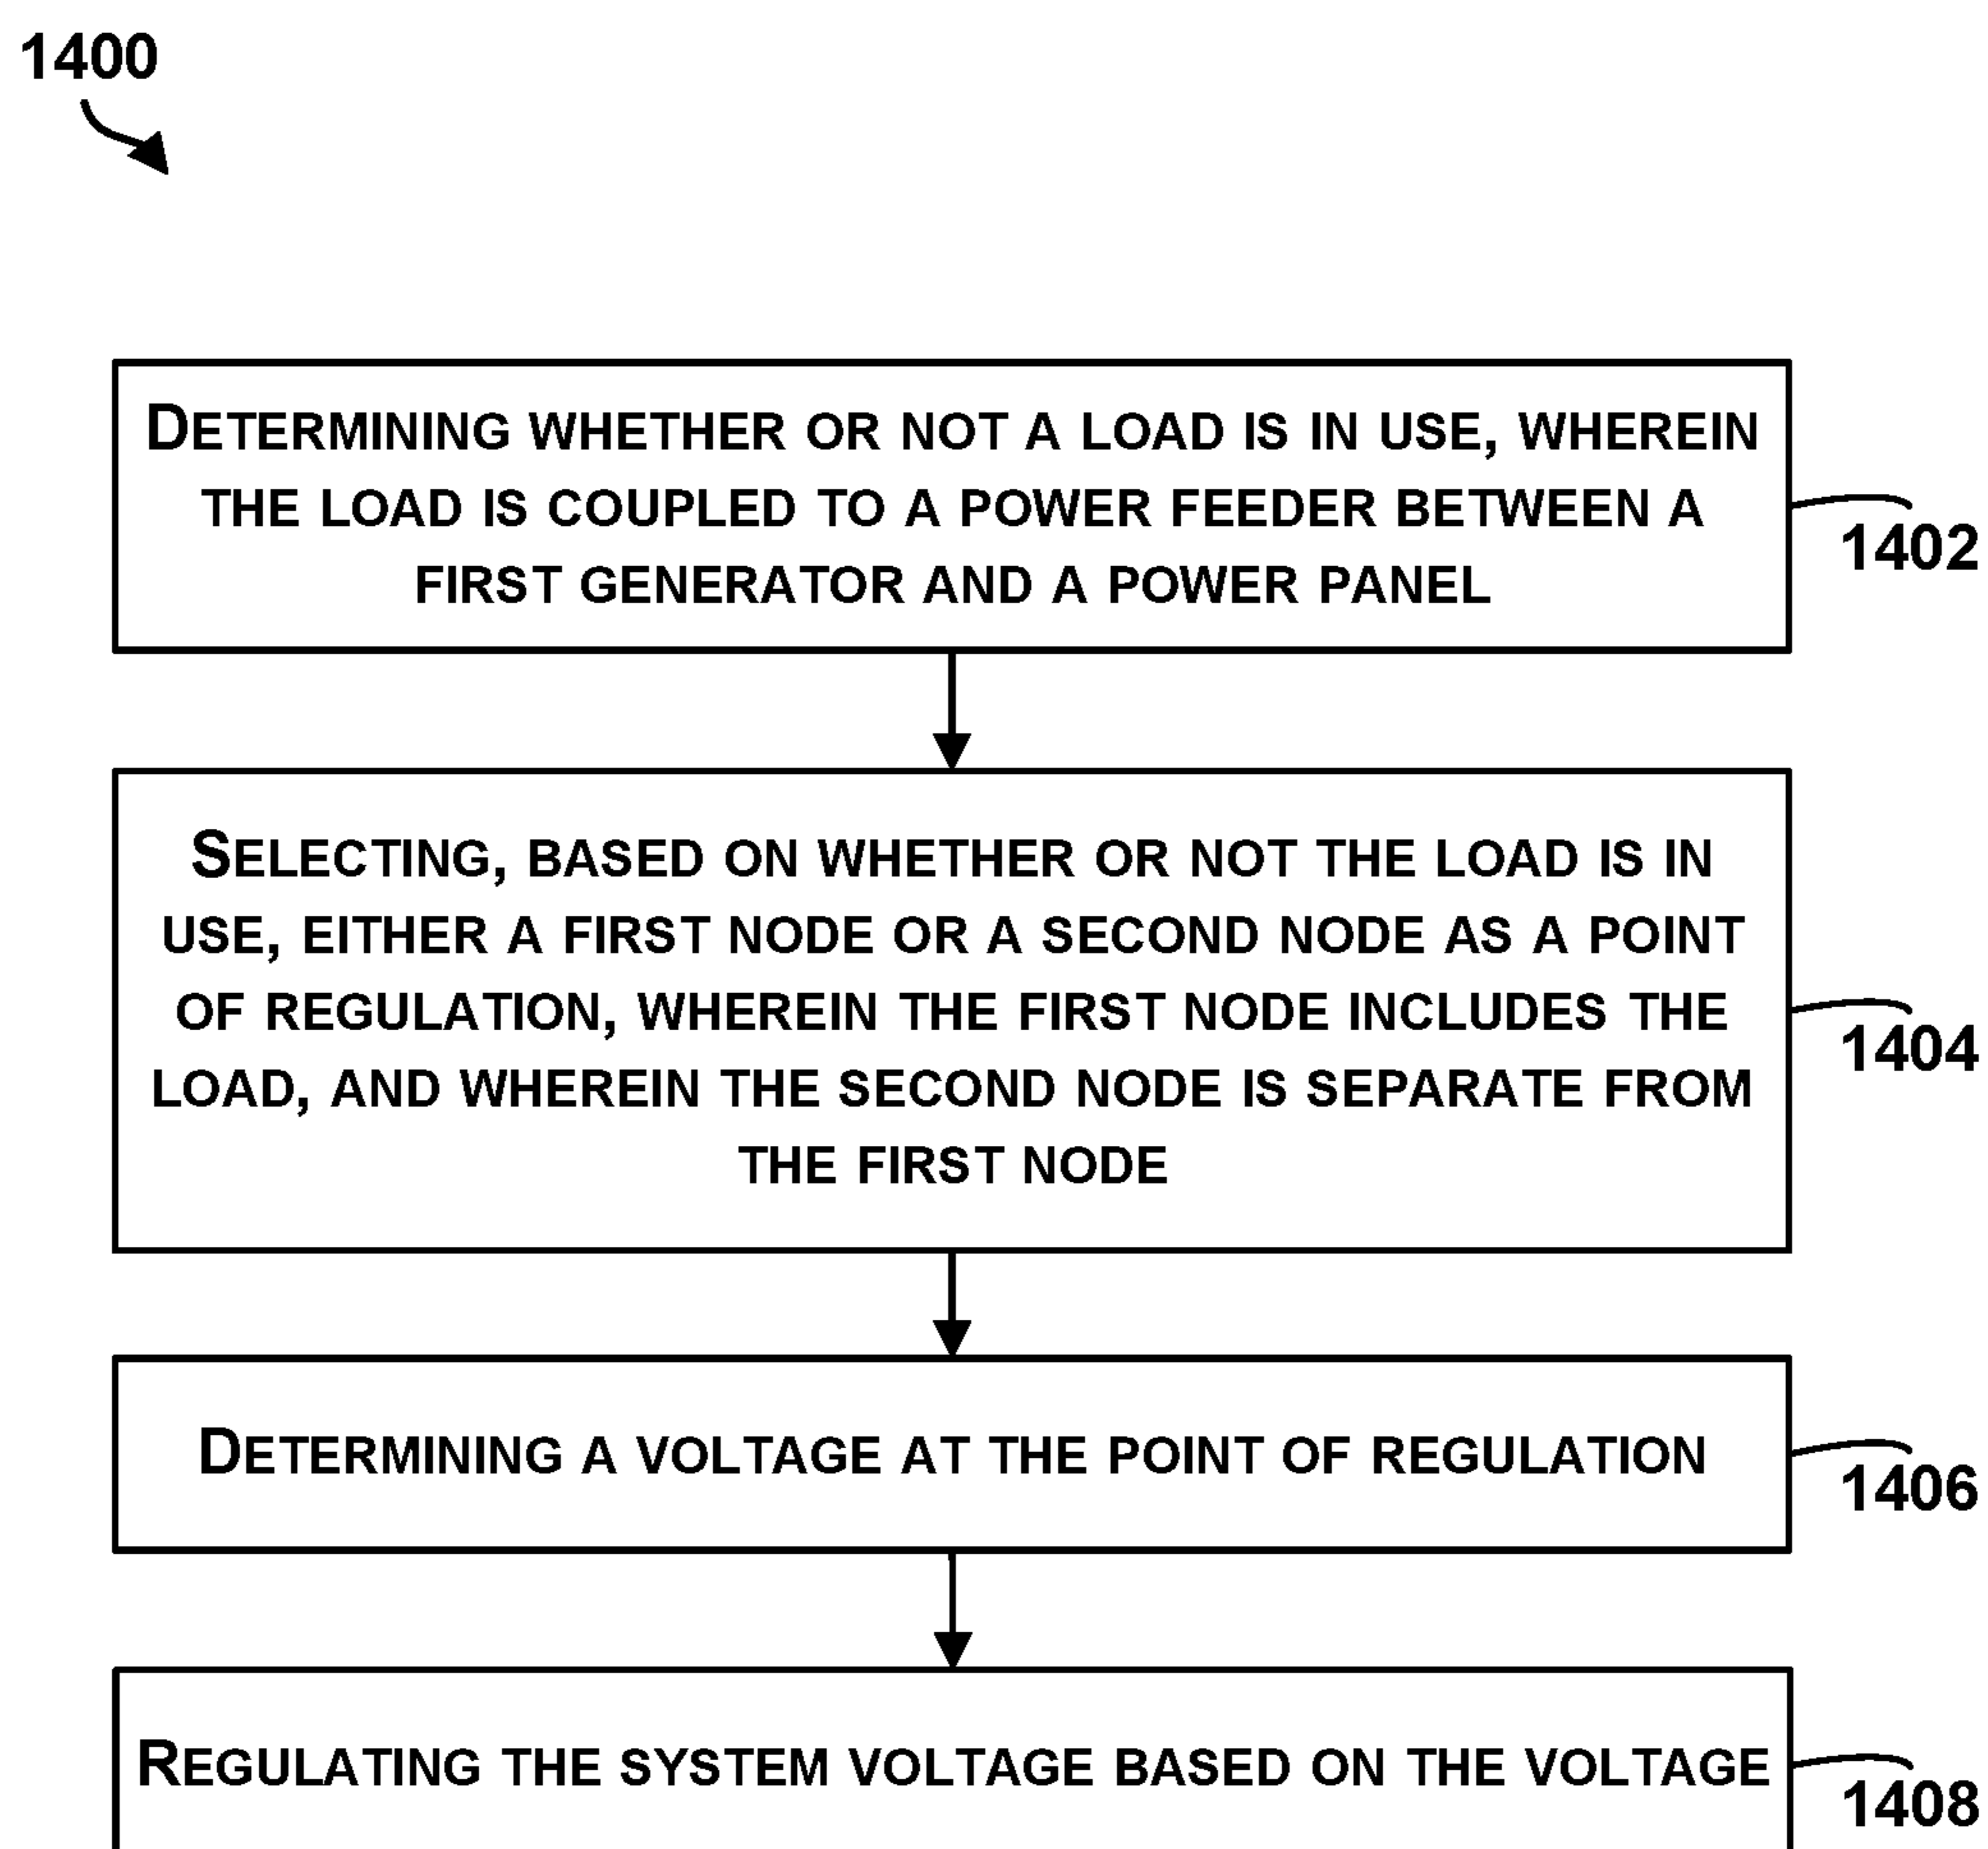 1400
DETERMINING WHETHER OR NOT A LOAD IS IN USE, WHEREIN
THE LOAD IS COUPLED TO A POWER FEEDER BETWEEN A
FIRST GENERATOR AND A POWER PANEL
1402
SELECTING, BASED ON WHETHER OR NOT THE LOAD IS IN
USE, EITHER A FIRST NODE OR A SECOND NODE AS A POINT
OF REGULATION, WHEREIN THE FIRST NODE INCLUDES THE
LOAD, AND WHEREIN THE SECOND NODE IS SEPARATE FROM
THE FIRST NODE
1404
DETERMINING A VOLTAGE AT THE POINT OF REGULATION
1406
REGULATING THE SYSTEM VOLTAGE BASED ON THE VOLTAGE
1408